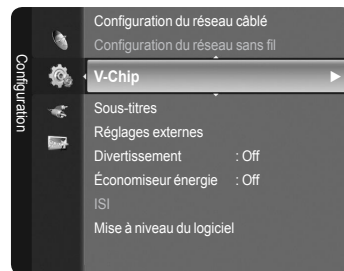 Configuration
Configuration du réseau câblé
Configuration du réseau sans fil
V-Chip
Sous-titres
Réglages externes
Divertissement : Off
Économiseur énergie : Off
ISI
Mise à niveau du logiciel